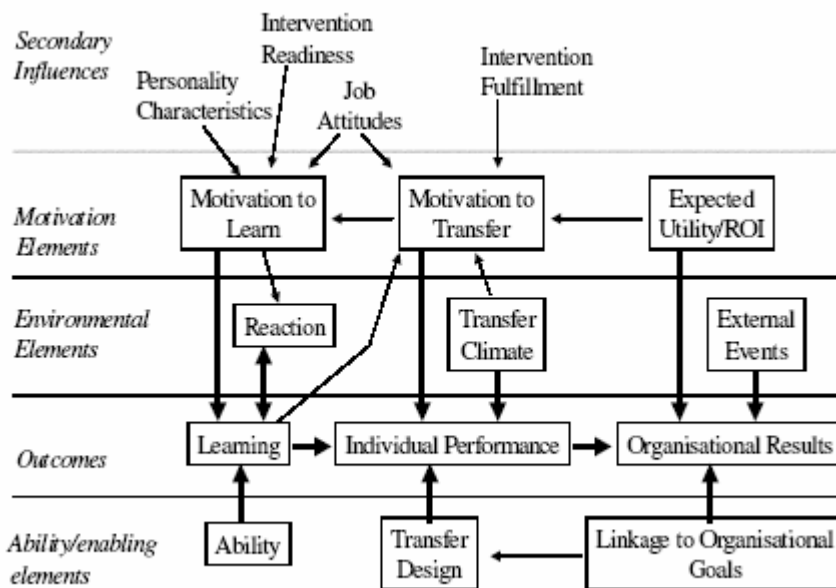 Secondary
Influences
Intervention
Readiness
Personality
Characteristics
Job
Attitudes
Intervention
Fulfillment
Motivation
Elements
Motivation to
Learn
Motivation to
Transfer
Expected
Utility/ROI
Environmental
Elements
Reaction
Transfer
Climate
External
Events
Outcomes
Learning
Individual Performance
Organisational Results
Ability/enabling
elements
Ability
Transfer
Design
Linkage to Organisational
Goals